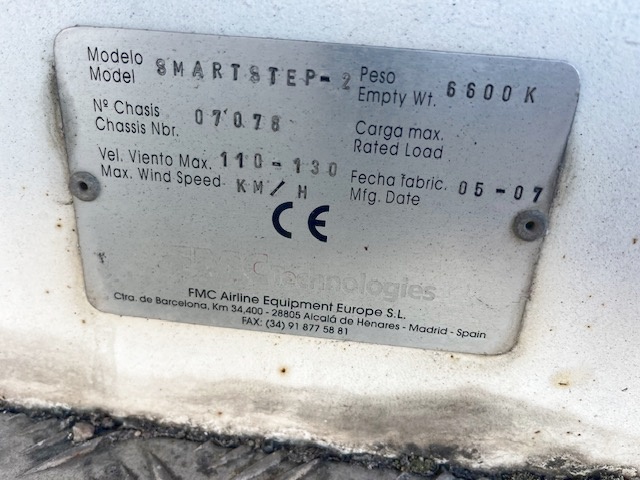 Modelo
Model SMARTSTEP-2
Peso
Empty Wt. 6600 K
Nº Chasis
Chassis Nbr. 07078
Carga max.
Rated Load
Vel. Viento Max. 110-130
Max. Wind Speed KM/H
Fecha fabric.
Mfg. Date 05-07
CE
Technologies
FMC Airline Equipment Europe S.L.
Ctra. de Barcelona, Km 34,400 - 28805 Alcalá de Henares - Madrid - Spain
FAX: (34) 91 877 58 81